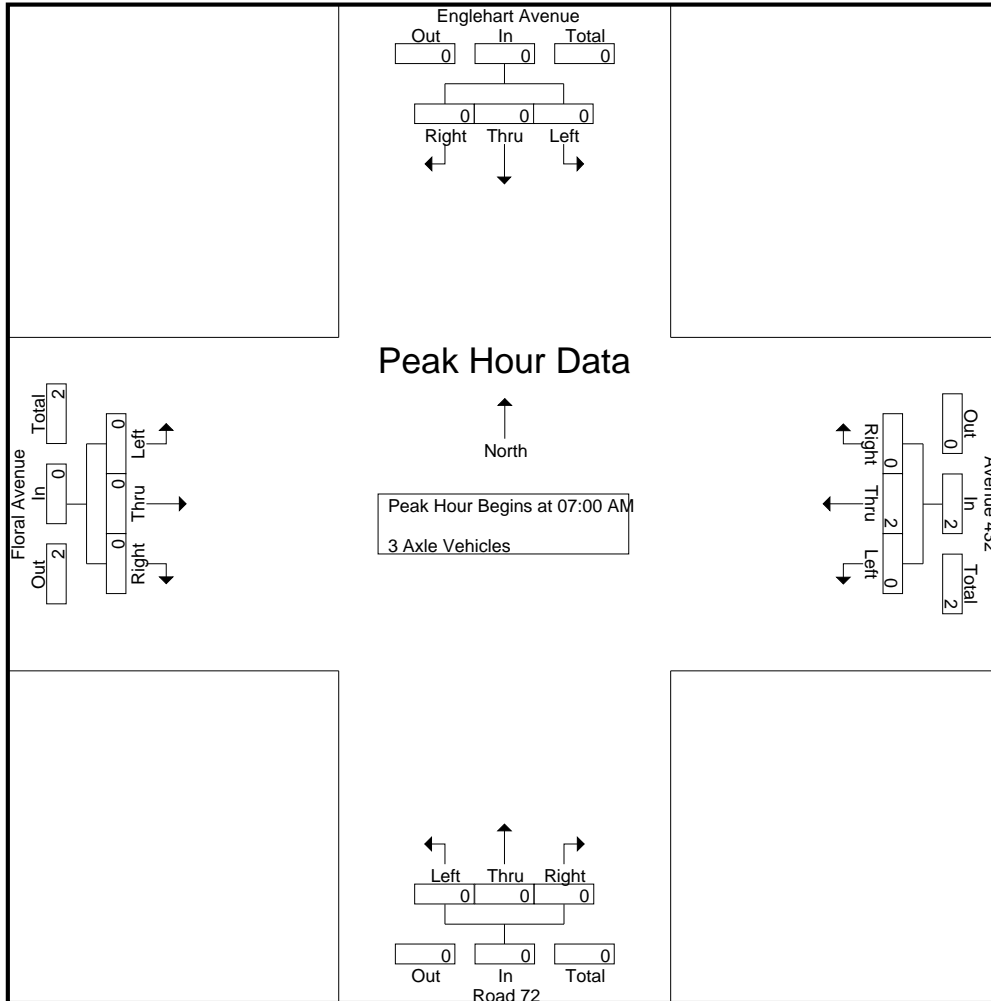 Englehart Avenue
Out In Total
0 0 0
0 0 0
Right Thru Left
Peak Hour Data
North
Peak Hour Begins at 07:00 AM
3 Axle Vehicles
Floral Avenue
Out In Total
2 0 2
0 0 0
Right Thru Left
Avenue 432
Out In Total
0 2 2
0 2 0
Right Thru Left
Left Thru Right
0 0 0
0 0 0
Out In Total
Road 72